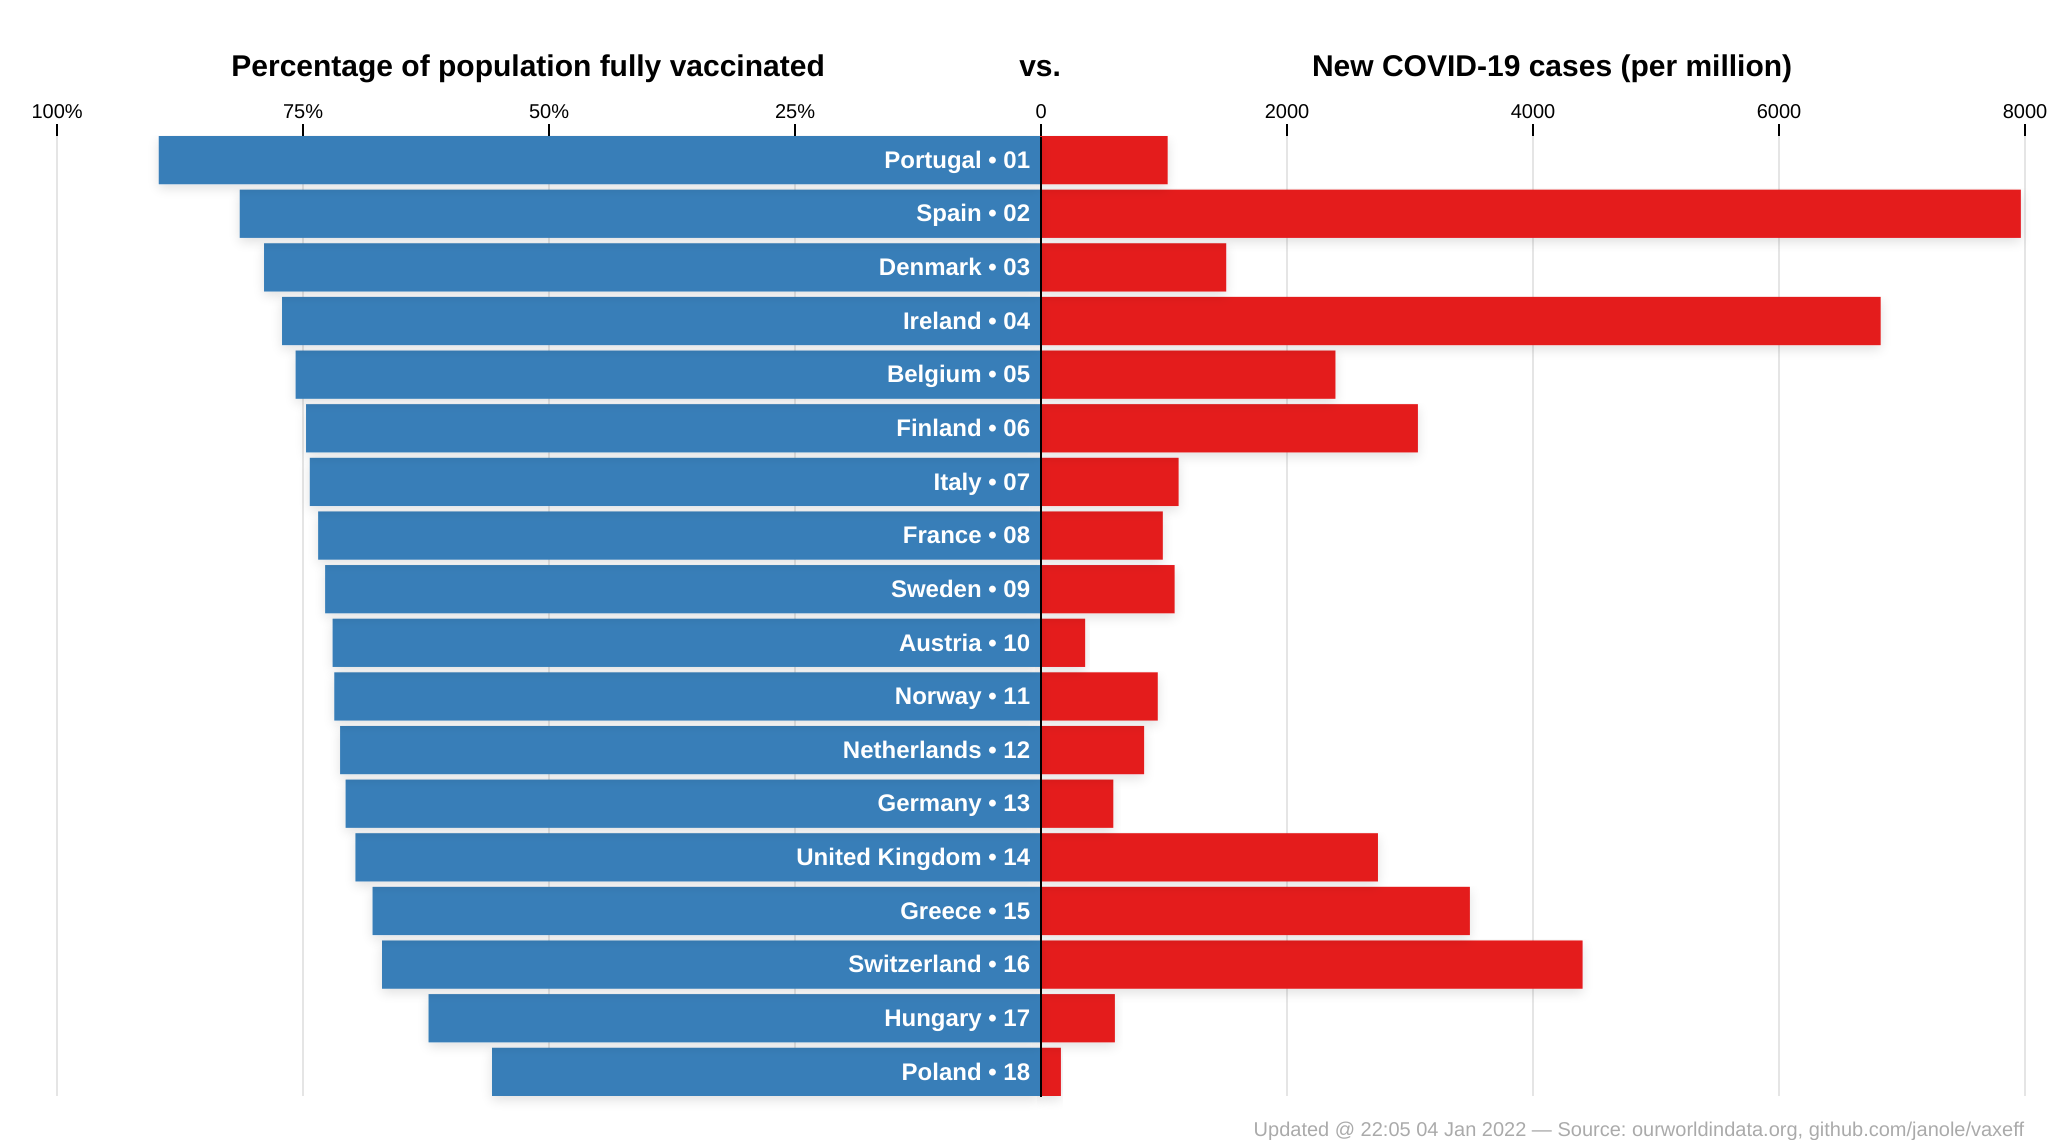 Percentage of population fully vaccinated vs. New COVID-19 cases (per million)
100% 75% 50% 25% 0 2000 4000 6000 8000
Portugal • 01
Spain • 02
Denmark • 03
Ireland • 04
Belgium • 05
Finland • 06
Italy • 07
France • 08
Sweden • 09
Austria • 10
Norway • 11
Netherlands • 12
Germany • 13
United Kingdom • 14
Greece • 15
Switzerland • 16
Hungary • 17
Poland • 18
Updated @ 22:05 04 Jan 2022 — Source: ourworldindata.org, github.com/janole/vaxeff